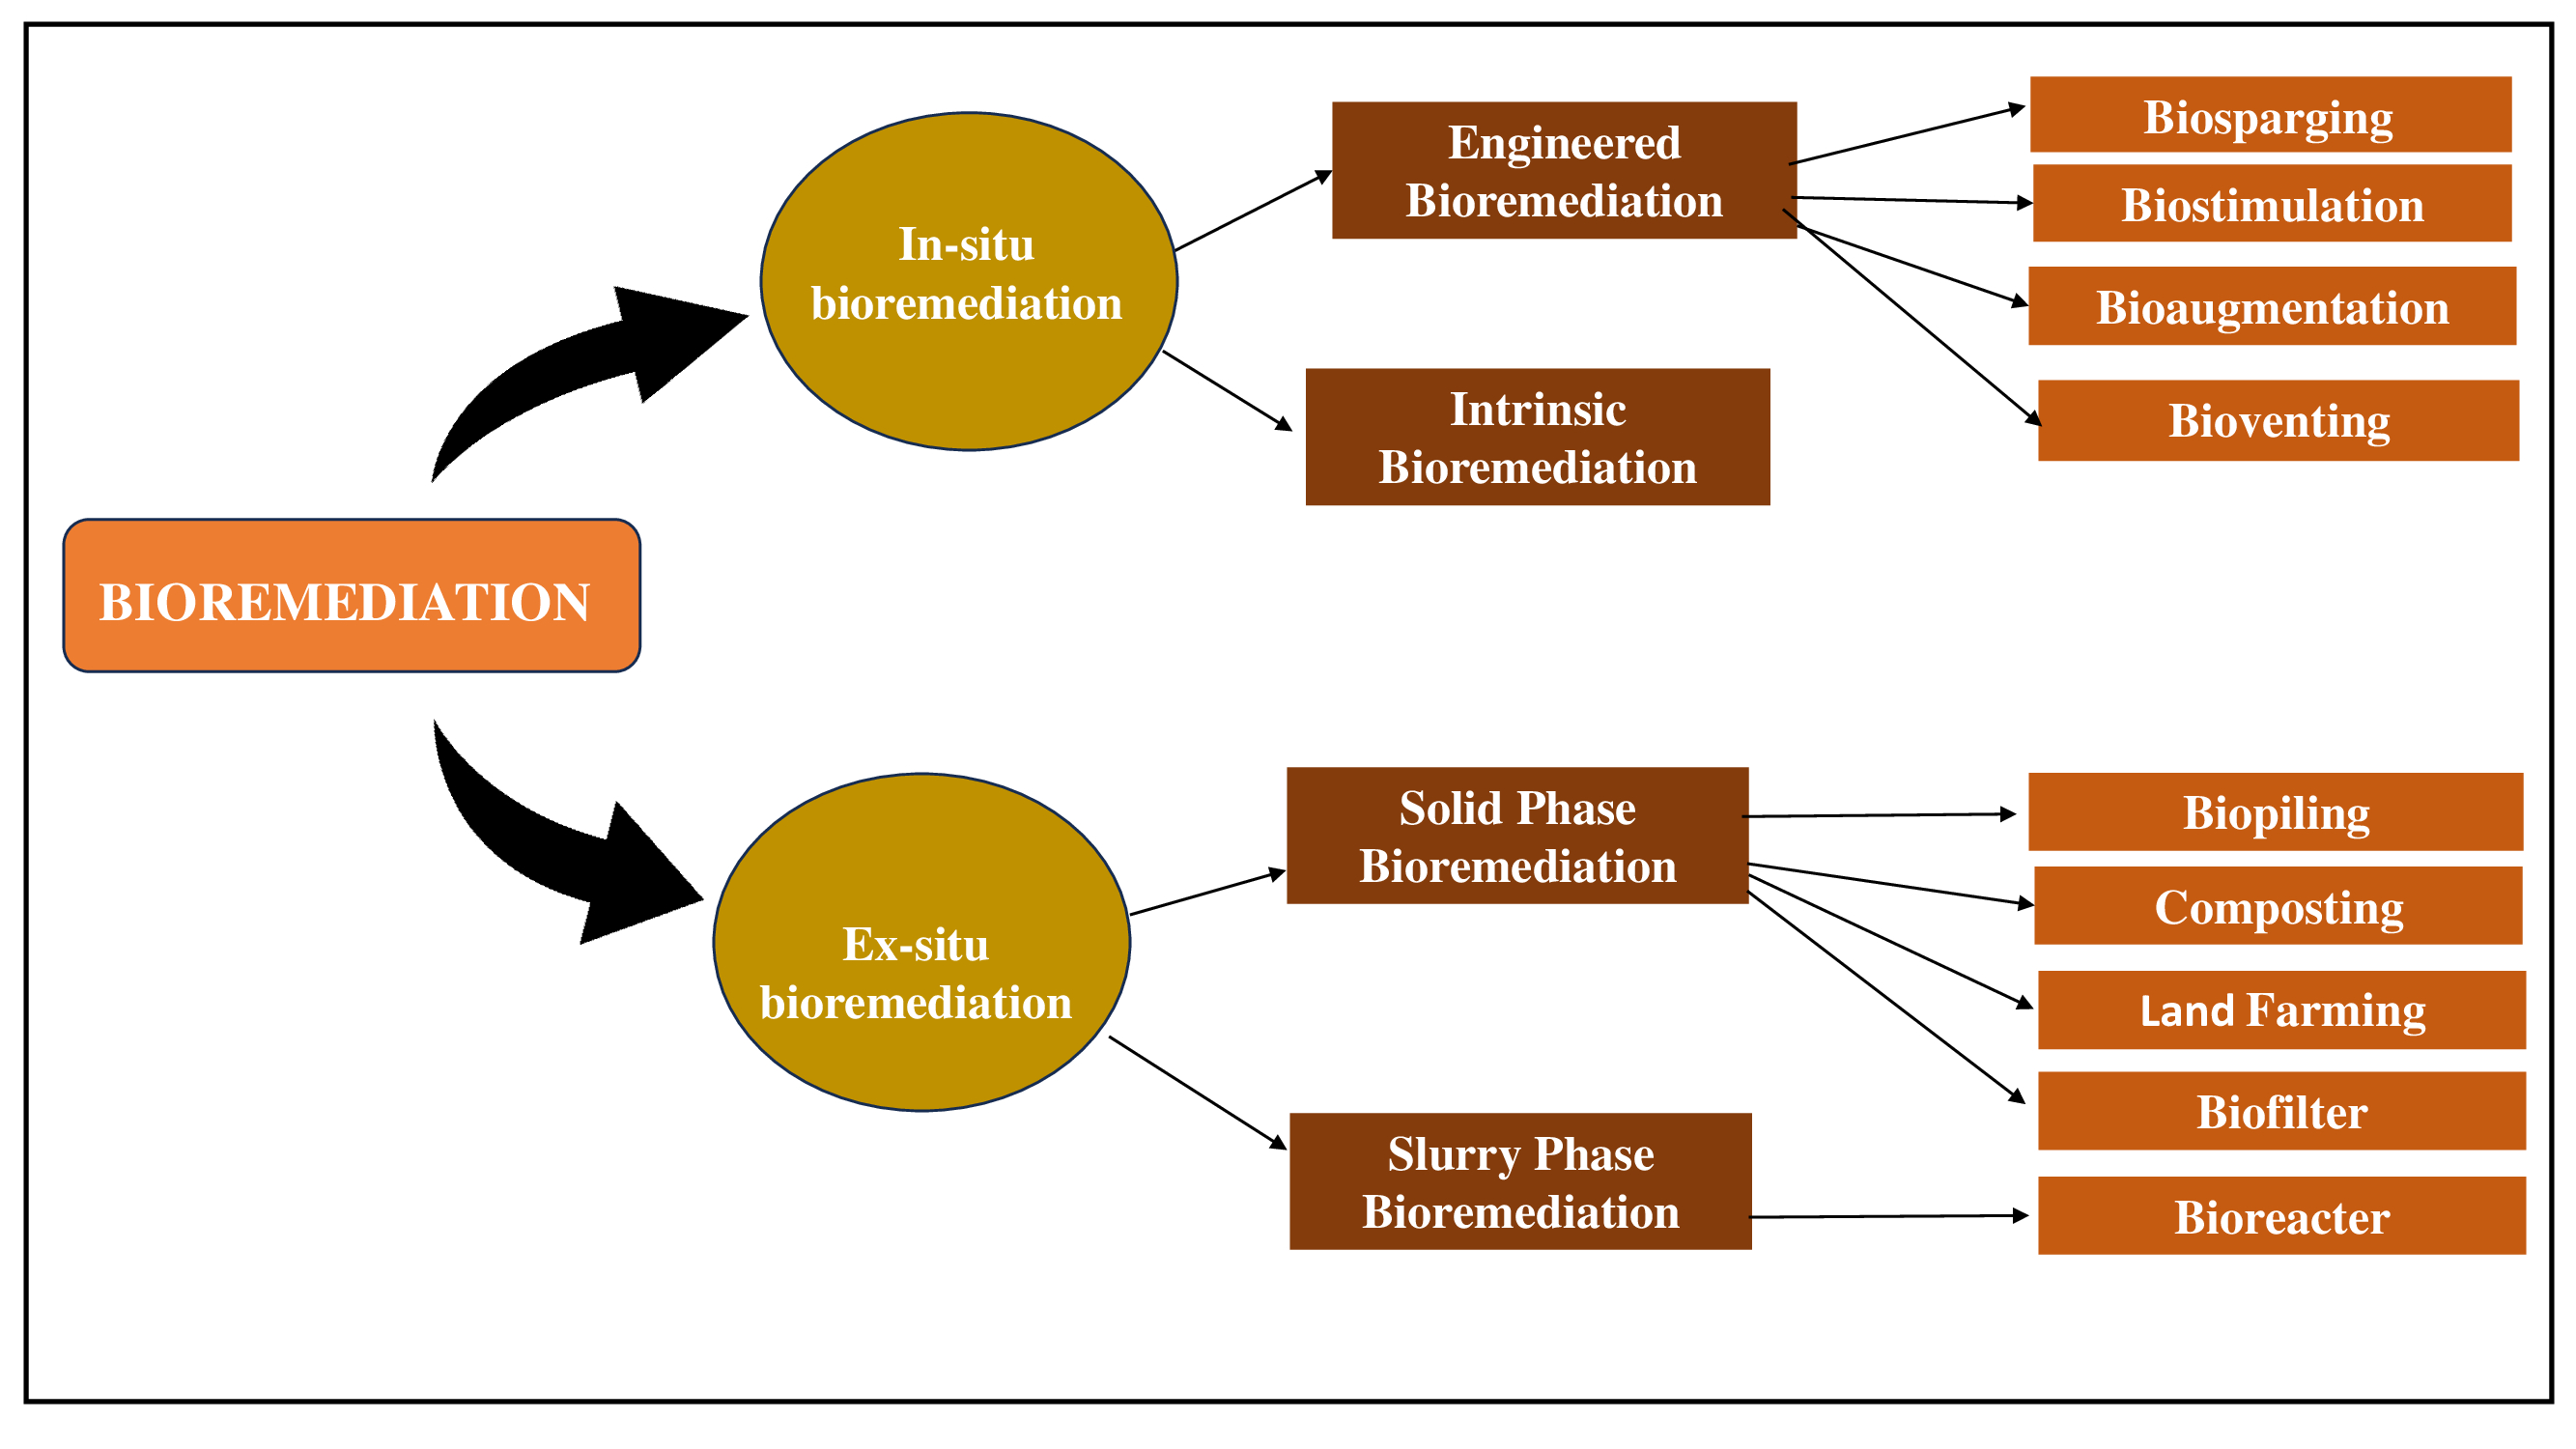 BIOREMEDIATION
In-situ
bioremediation
Engineered
Bioremediation
Biosparging
Biostimulation
Bioaugmentation
Bioventing
Intrinsic
Bioremediation
Ex-situ
bioremediation
Solid Phase
Bioremediation
Biopiling
Composting
Land Farming
Biofilter
Slurry Phase
Bioremediation
Bioreacter